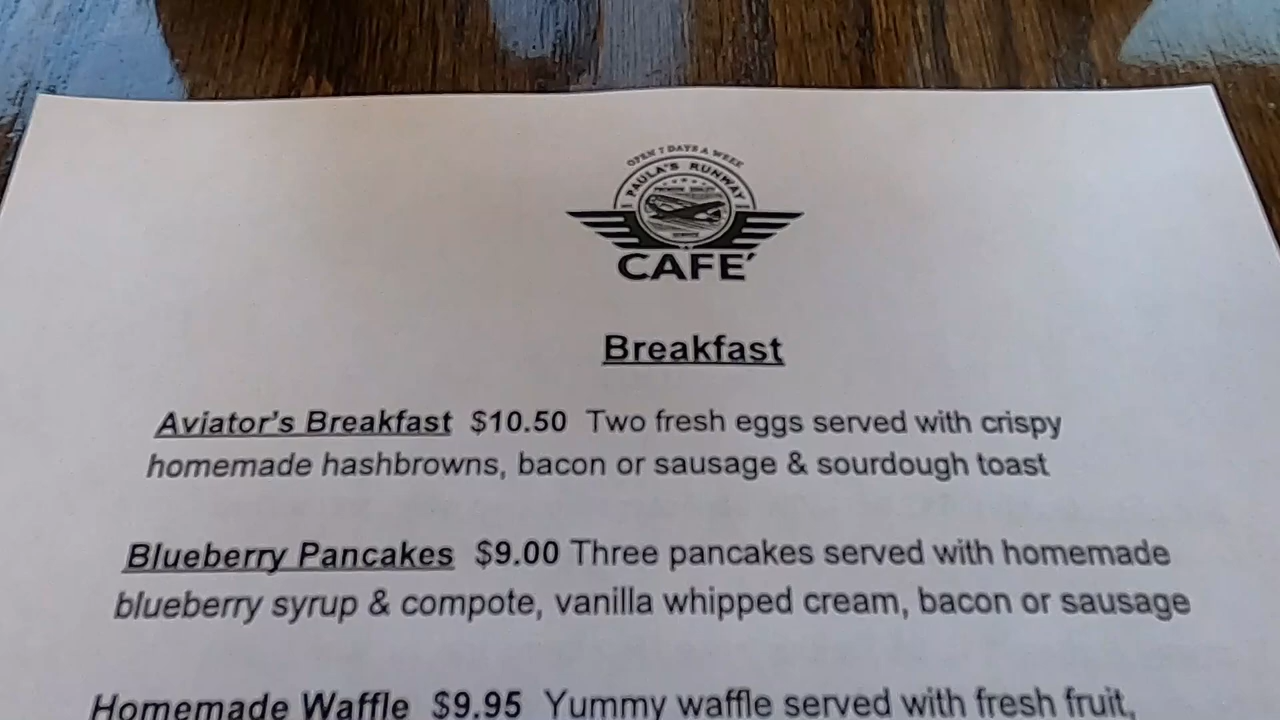 OPEN 7 DAYS A WEEK
PAULA'S RUNWAY
CAFE'
Breakfast
Aviator's Breakfast $10.50 Two fresh eggs served with crispy
homemade hashbrowns, bacon or sausage & sourdough toast
Blueberry Pancakes $9.00 Three pancakes served with homemade
blueberry syrup & compote, vanilla whipped cream, bacon or sausage
Homemade Waffle $9.95 Yummy waffle served with fresh fruit,